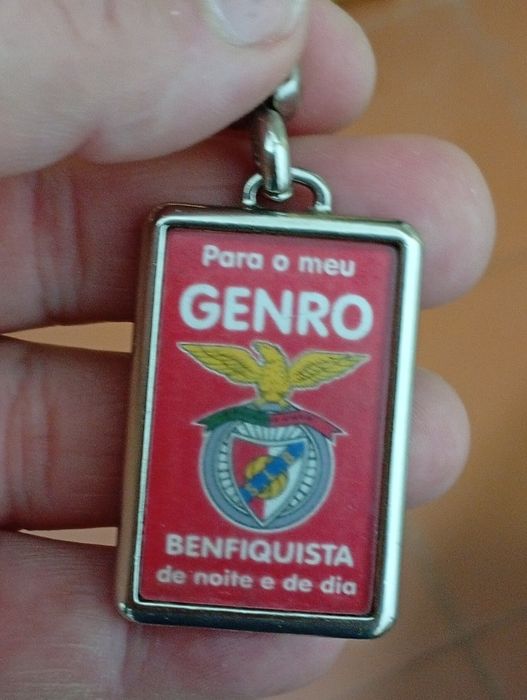 Para o meu
GENRO
BENFIQUISTA
de noite e de dia